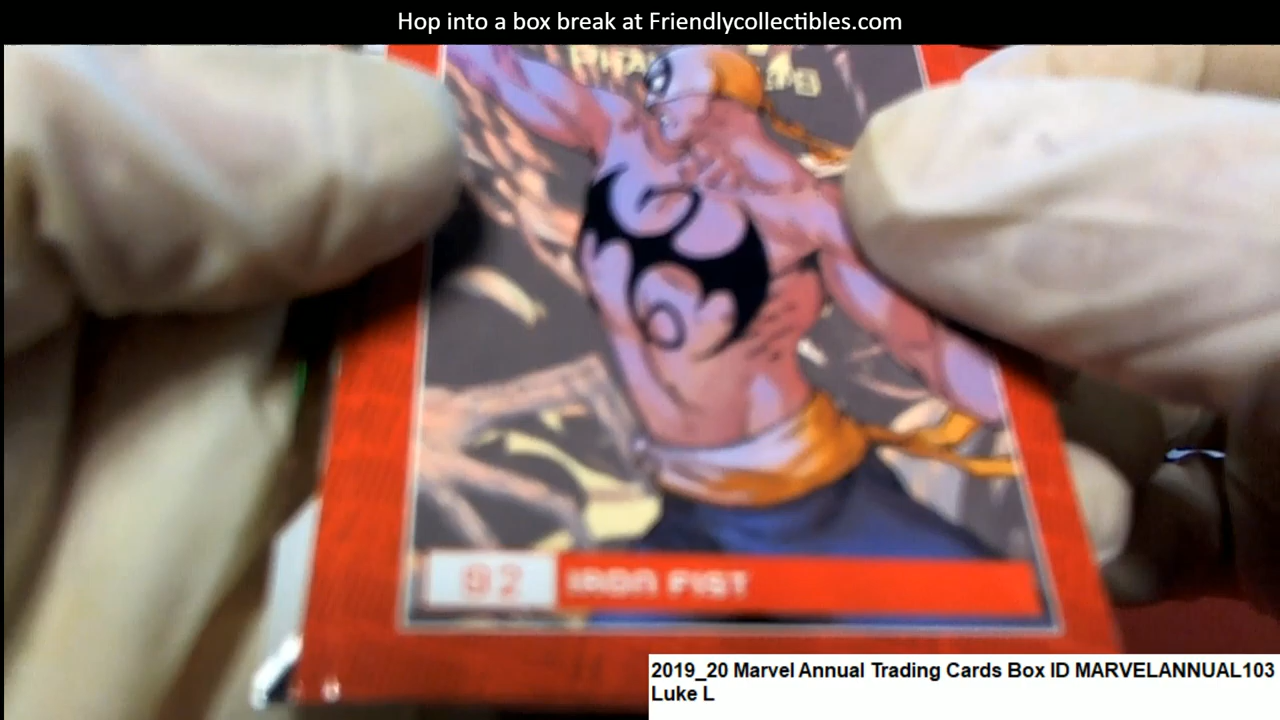 Hop into a box break at Friendlycollectibles.com
92 IRON FIST
2019_20 Marvel Annual Trading Cards Box ID MARVELANNUAL103
Luke L